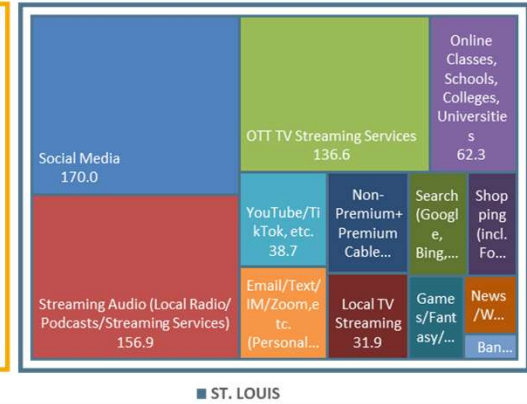 Social Media
170.0
Streaming Audio (Local Radio/
Podcasts/Streaming Services)
156.9
OTT TV Streaming Services
136.6
Online
Classes,
Schools,
Colleges,
Universitie
s
62.3
YouTube/Ti
kTok, etc.
38.7
Non-
Premium+
Premium
Cable...
Search
(Googl
e,
Bing,...
Shop
ping
(incl.
Fo...
Email/Text/
IM/Zoom,e
tc.
(Personal...
Local TV
Streaming
31.9
Game
s/Fant
asy/...
News
/W...
Ban...
ST. LOUIS